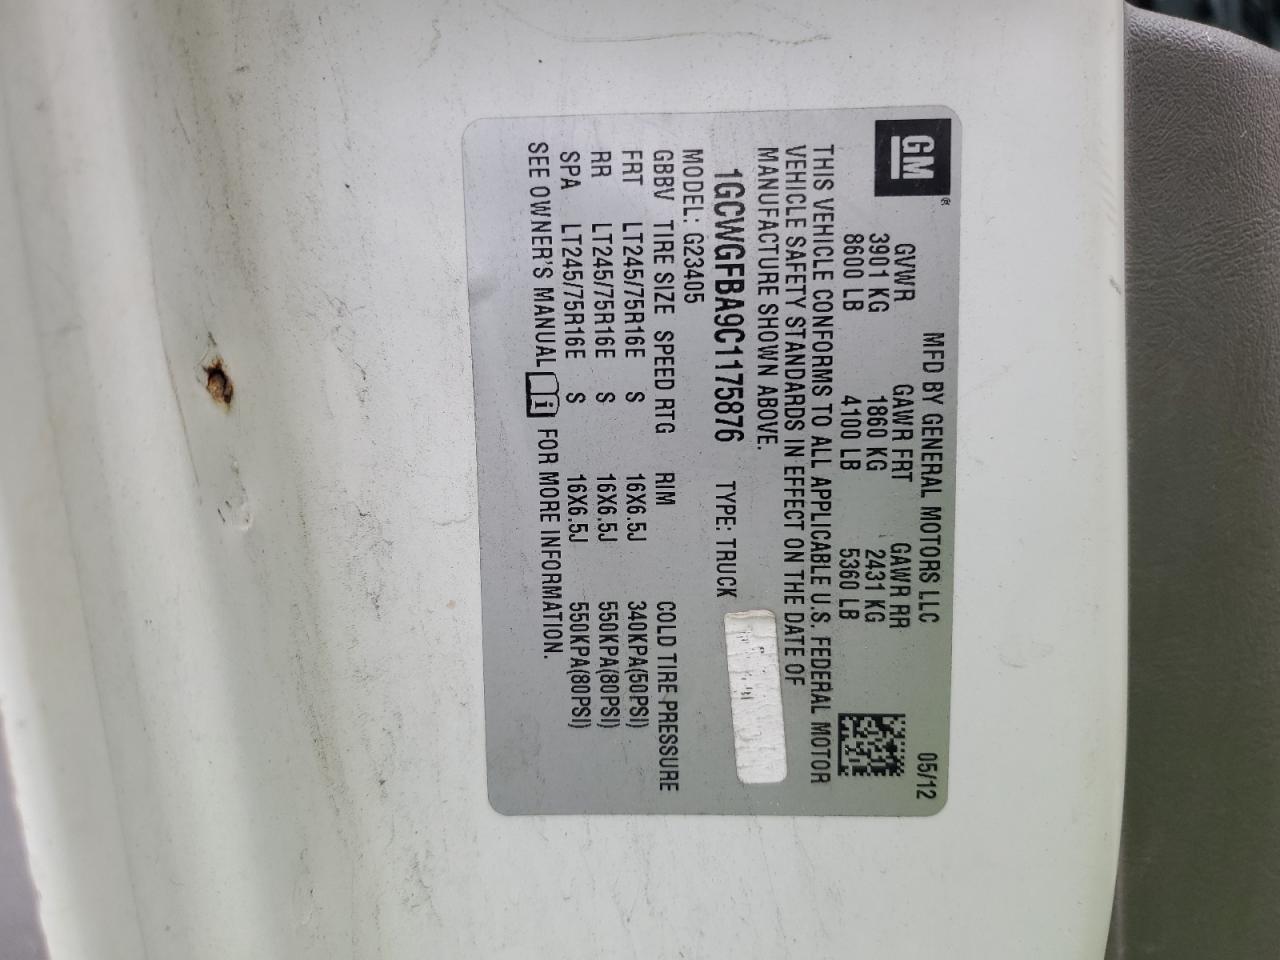 GM®
MFD BY GENERAL MOTORS LLC 05/12
GVWR GAWR FRT GAWR RR
3901 KG 1860 KG 2431 KG
8600 LB 4100 LB 5360 LB
THIS VEHICLE CONFORMS TO ALL APPLICABLE U.S. FEDERAL MOTOR
VEHICLE SAFETY STANDARDS IN EFFECT ON THE DATE OF
MANUFACTURE SHOWN ABOVE.
1GCWGFBA9C1175876 TYPE: TRUCK
MODEL: G23405
GBBV TIRE SIZE SPEED RTG RIM COLD TIRE PRESSURE
FRT LT245/75R16E S 16X6.5J 340KPA(50PSI)
RR LT245/75R16E S 16X6.5J 550KPA(80PSI)
SPA LT245/75R16E S 16X6.5J 550KPA(80PSI)
SEE OWNER'S MANUAL i FOR MORE INFORMATION.